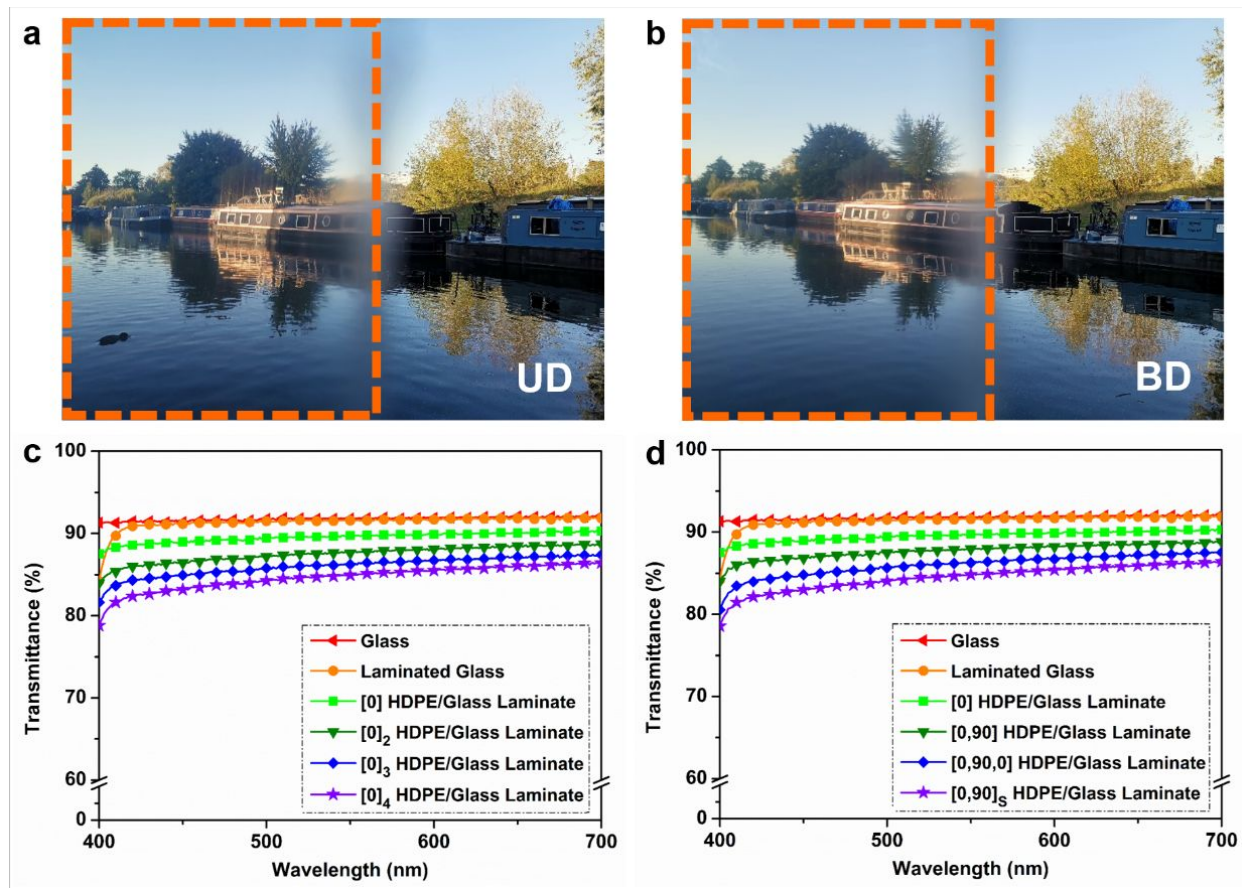 a
UD
b
BD
c
Transmittance (%)
100
90
80
70
60
0
Glass
Laminated Glass
[0] HDPE/Glass Laminate
[0]2 HDPE/Glass Laminate
[0]3 HDPE/Glass Laminate
[0]4 HDPE/Glass Laminate
400
500
600
700
Wavelength (nm)
d
Transmittance (%)
100
90
80
70
60
0
Glass
Laminated Glass
[0] HDPE/Glass Laminate
[0,90] HDPE/Glass Laminate
[0,90,0] HDPE/Glass Laminate
[0,90]S HDPE/Glass Laminate
400
500
600
700
Wavelength (nm)